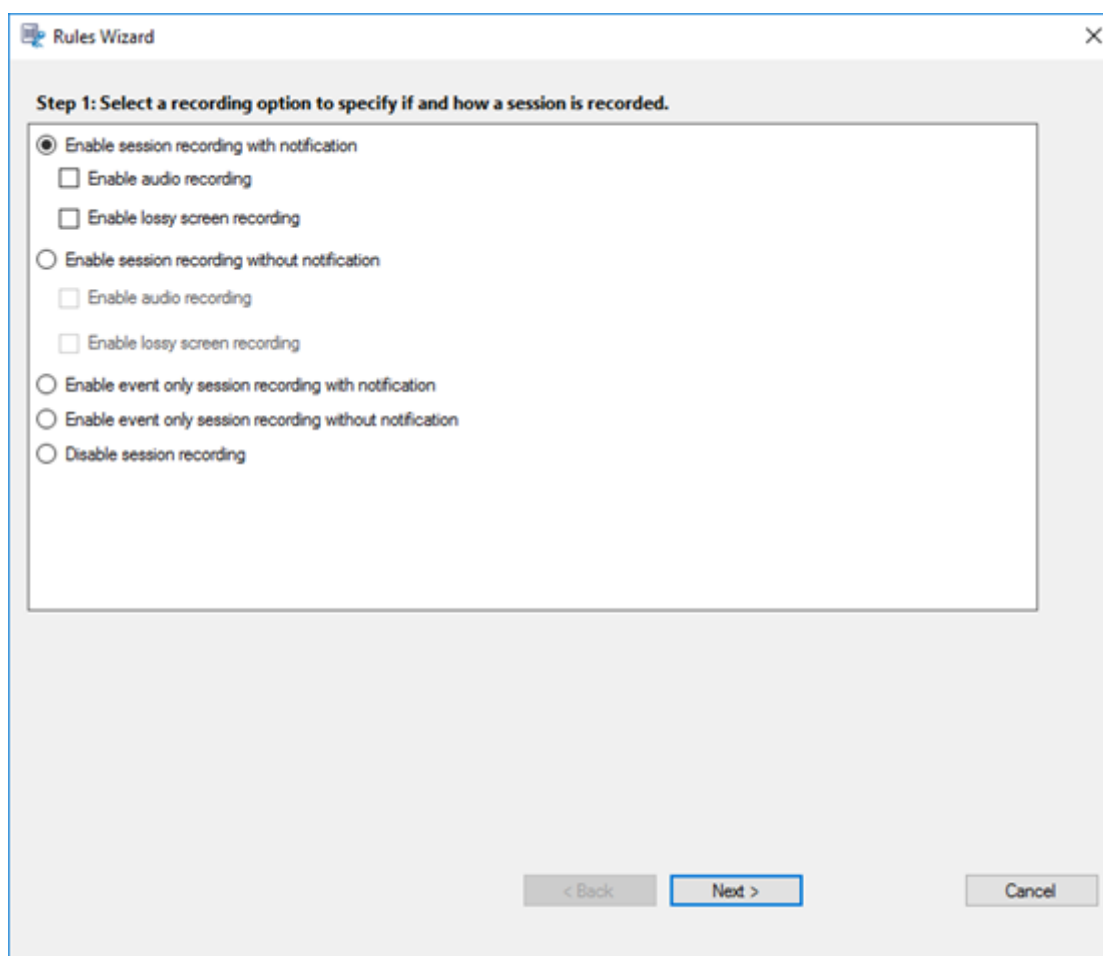 Rules Wizard
Step 1: Select a recording option to specify if and how a session is recorded.
Enable session recording with notification
Enable audio recording
Enable lossy screen recording
Enable session recording without notification
Enable audio recording
Enable lossy screen recording
Enable event only session recording with notification
Enable event only session recording without notification
Disable session recording
< Back Next > Cancel